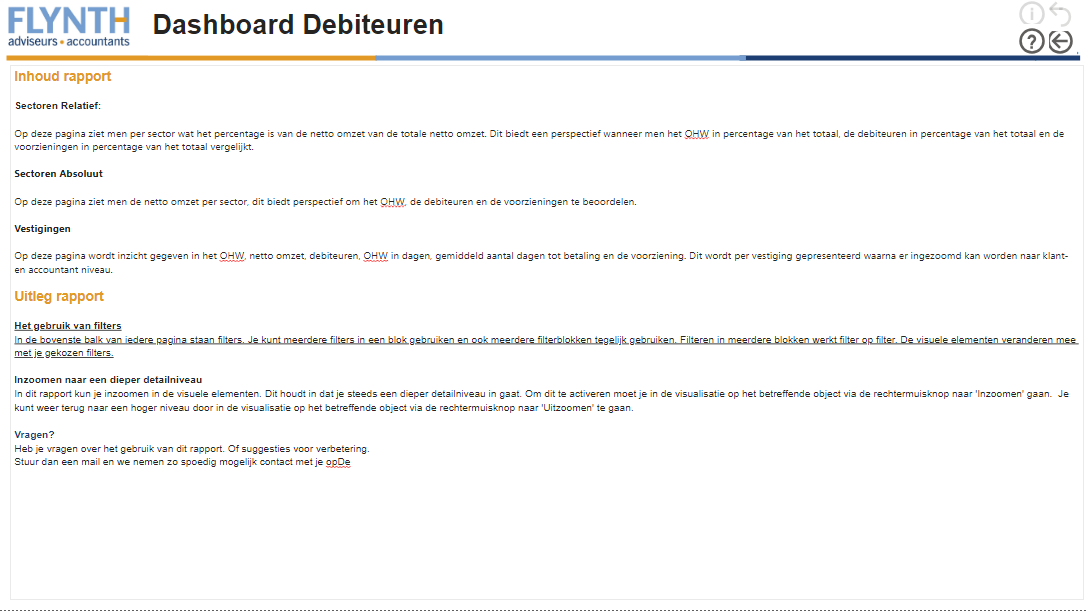 FLYNTH
adviseurs • accountants
Dashboard Debiteuren
Inhoud rapport
Sectoren Relatief:
Op deze pagina ziet men per sector wat het percentage is van de netto omzet van de totale netto omzet. Dit biedt een perspectief wanneer men het OHW in percentage van het totaal, de debiteuren in percentage van het totaal en de
voorzieningen in percentage van het totaal vergelijkt.
Sectoren Absoluut
Op deze pagina ziet men de netto omzet per sector, dit biedt perspectief om het OHW, de debiteuren en de voorzieningen te beoordelen.
Vestigingen
Op deze pagina wordt inzicht gegeven in het OHW, netto omzet, debiteuren, OHW in dagen, gemiddeld aantal dagen tot betaling en de voorziening. Dit wordt per vestiging gepresenteerd waarna er ingezoomd kan worden naar klant-
en accountant niveau.
Uitleg rapport
Het gebruik van filters
In de bovenste balk van iedere pagina staan filters. Je kunt meerdere filters in een blok gebruiken en ook meerdere filterblokken tegelijk gebruiken. Filteren in meerdere blokken werkt filter op filter. De visuele elementen veranderen mee
met je gekozen filters.
Inzoomen naar een dieper detailniveau
In dit rapport kun je inzoomen in de visuele elementen. Dit houdt in dat je steeds een dieper detailniveau in gaat. Om dit te activeren moet je in de visualisatie op het betreffende object via de rechtermuisknop naar 'Inzoomen' gaan. Je
kunt weer terug naar een hoger niveau door in de visualisatie op het betreffende object via de rechtermuisknop naar 'Uitzoomen' te gaan.
Vragen?
Heb je vragen over het gebruik van dit rapport. Of suggesties voor verbetering.
Stuur dan een mail en we nemen zo spoedig mogelijk contact met je opDe